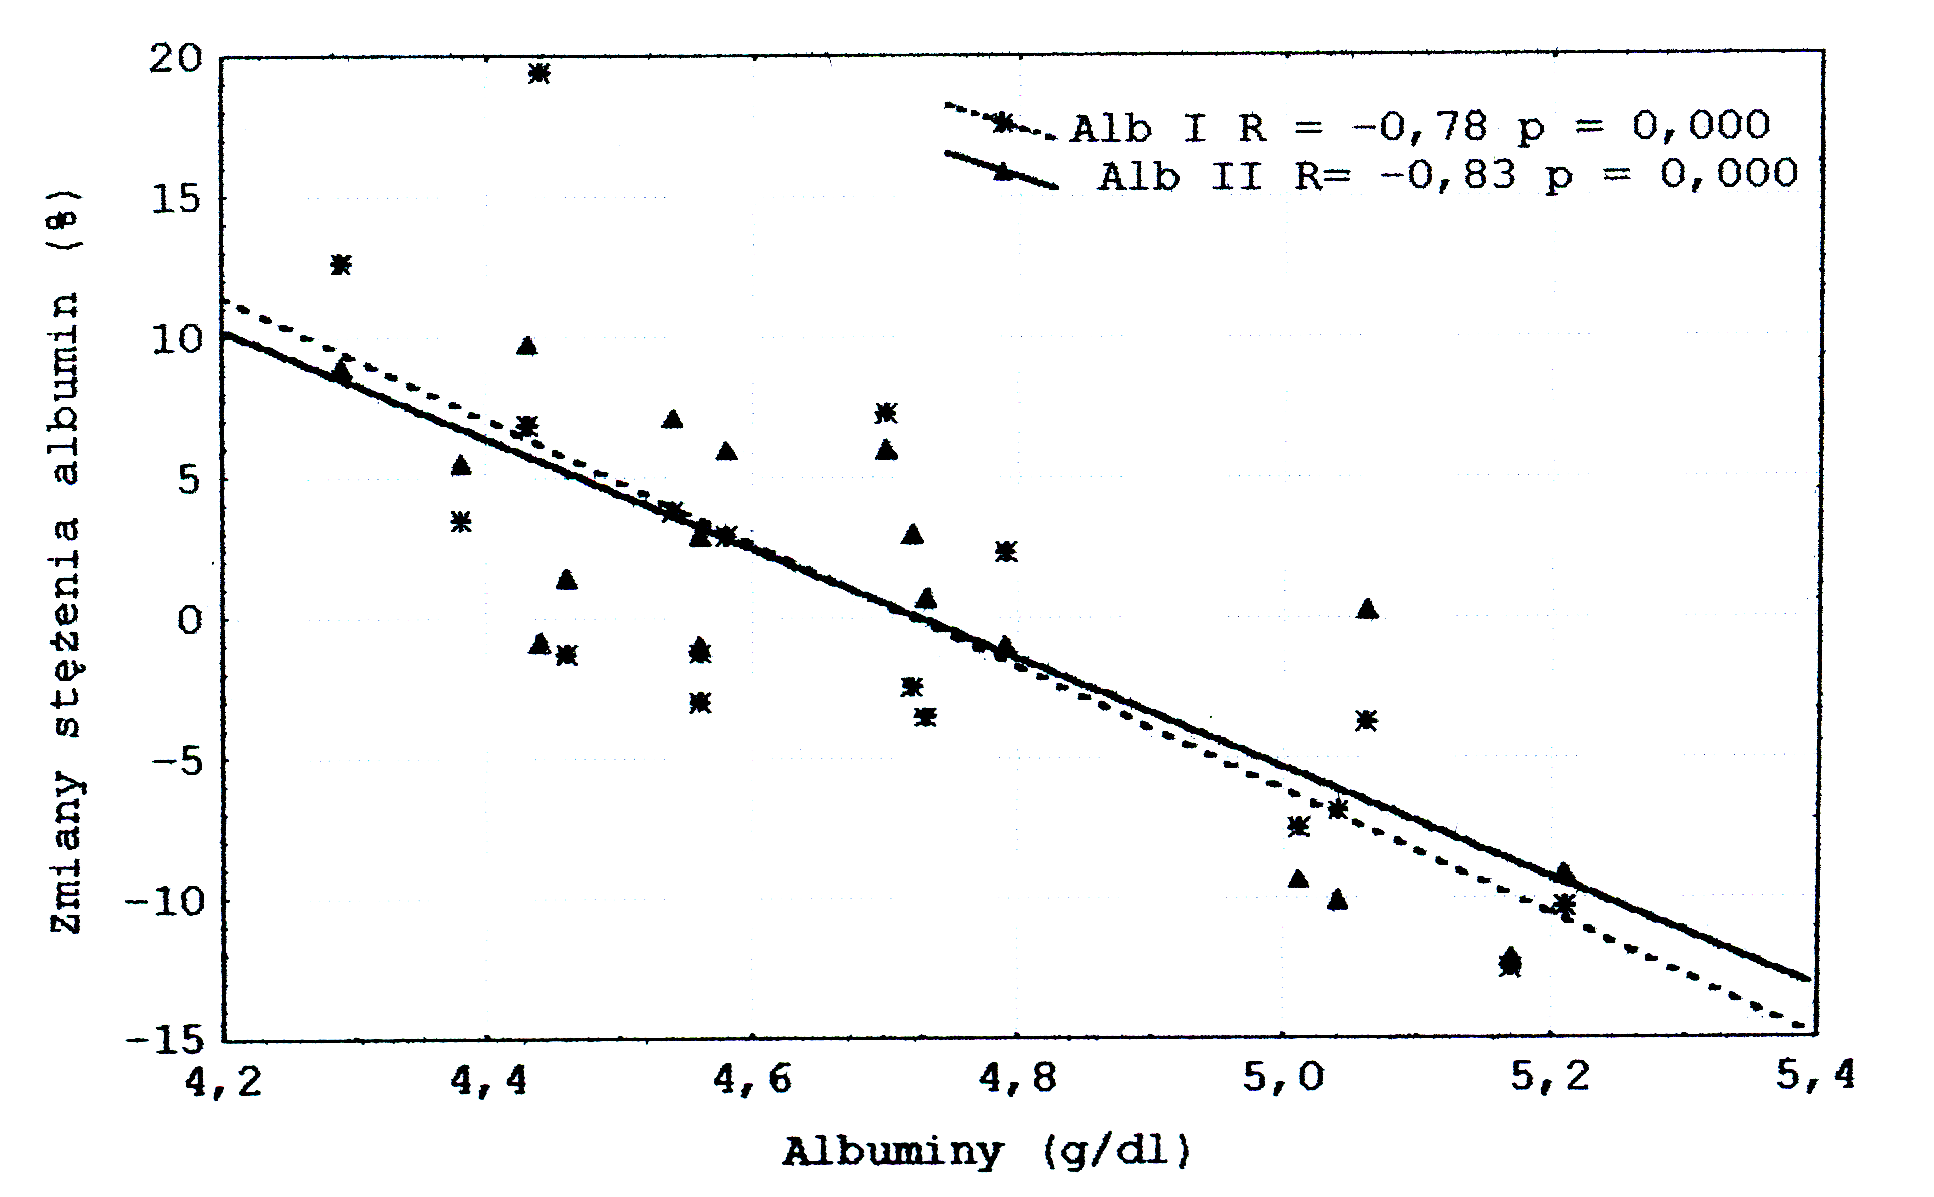 20
15
10
5
0
-5
-10
-15
Zmiany stężenia albumin (%)
Alb I R = -0,78 p = 0,000
Alb II R= -0,83 p = 0,000
4,2 4,4 4,6 4,8 5,0 5,2 5,4
Albuminy (g/dl)